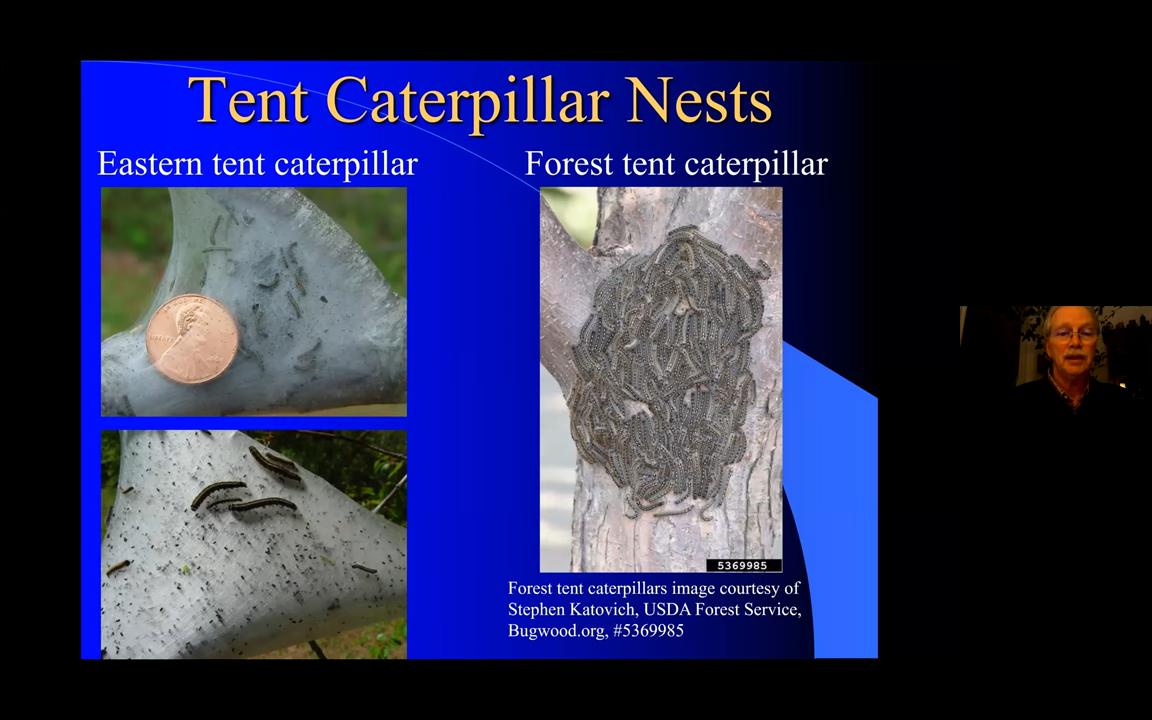 Tent Caterpillar Nests
Eastern tent caterpillar
Forest tent caterpillar
5369985
Forest tent caterpillars image courtesy of
Stephen Katovich, USDA Forest Service,
Bugwood.org, #5369985